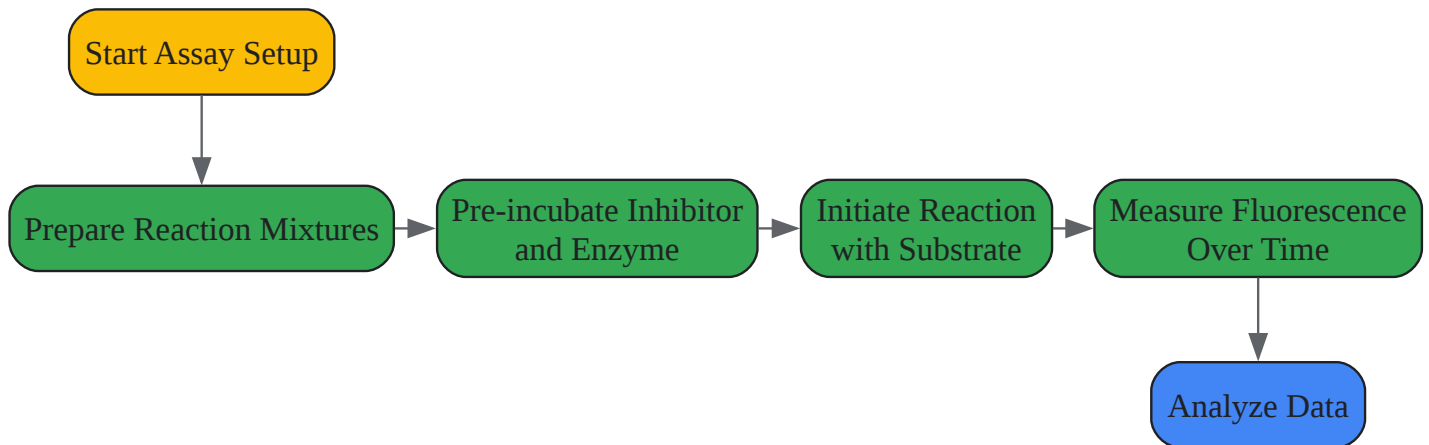 Start Assay Setup
Prepare Reaction Mixtures
Pre-incubate Inhibitor
and Enzyme
Initiate Reaction
with Substrate
Measure Fluorescence
Over Time
Analyze Data